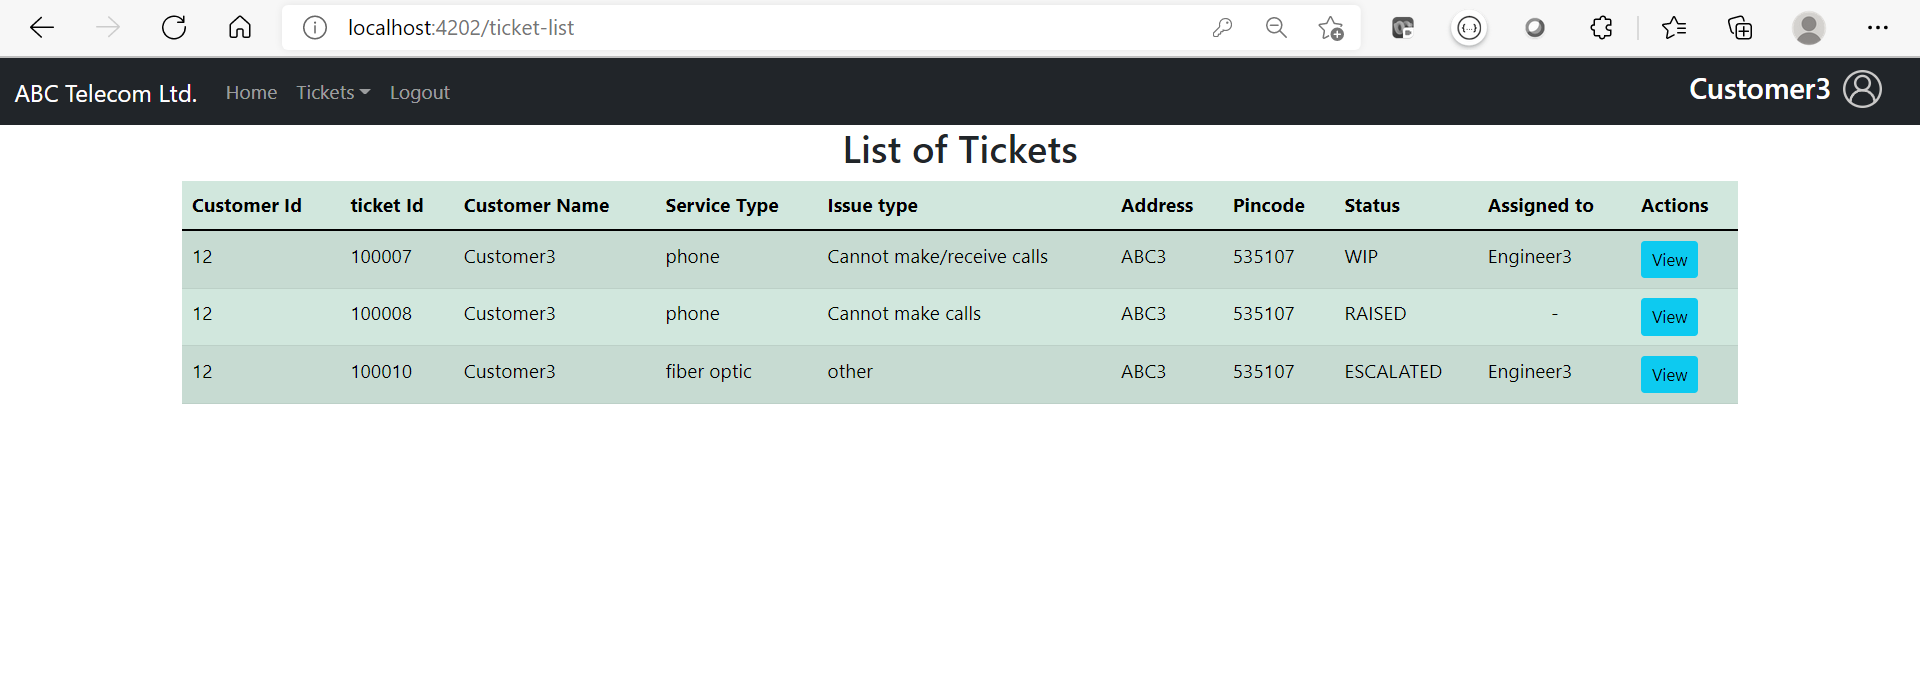 localhost:4202/ticket-list
ABC Telecom Ltd. Home Tickets Logout Customer3
List of Tickets
Customer Id ticket Id Customer Name Service Type Issue type Address Pincode Status Assigned to Actions
12 100007 Customer3 phone Cannot make/receive calls ABC3 535107 WIP Engineer3 View
12 100008 Customer3 phone Cannot make calls ABC3 535107 RAISED - View
12 100010 Customer3 fiber optic other ABC3 535107 ESCALATED Engineer3 View